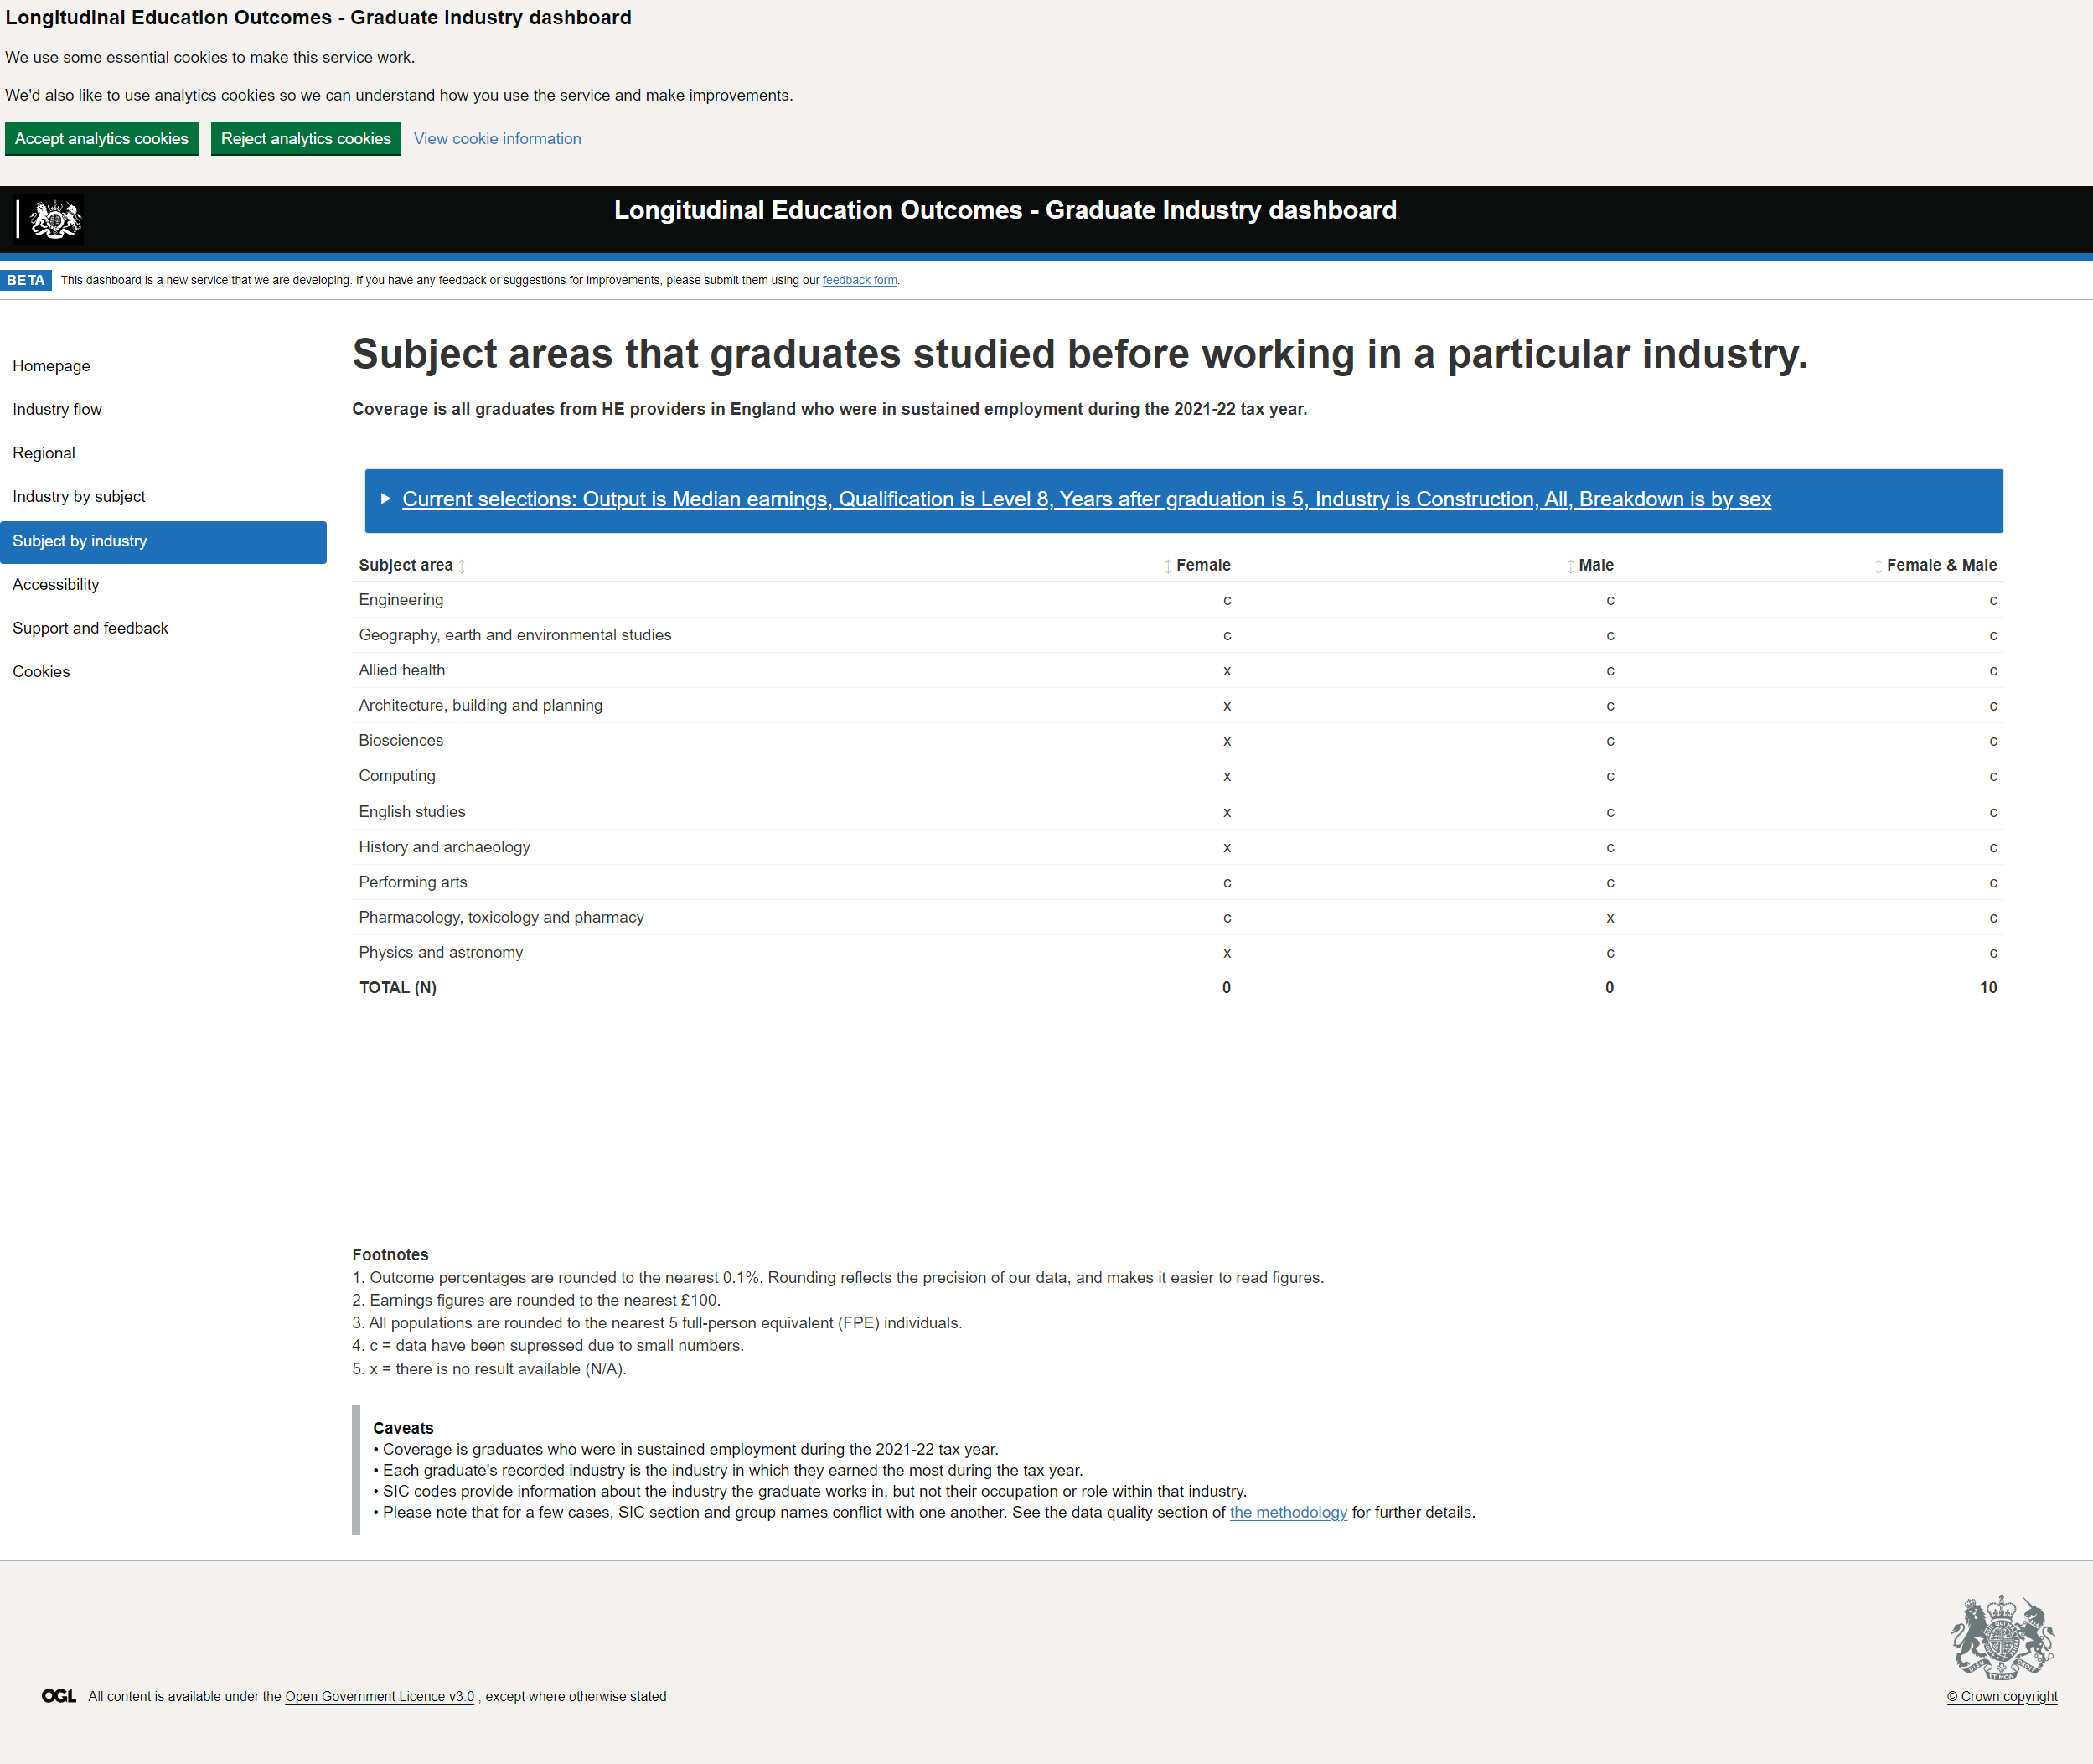 Longitudinal Education Outcomes - Graduate Industry dashboard
We use some essential cookies to make this service work.
We'd also like to use analytics cookies so we can understand how you use the service and make improvements.
Accept analytics cookies Reject analytics cookies View cookie information
Longitudinal Education Outcomes - Graduate Industry dashboard
BETA This dashboard is a new service that we are developing. If you have any feedback or suggestions for improvements, please submit them using our feedback form.
Homepage
Industry flow
Regional
Industry by subject
Subject by industry
Accessibility
Support and feedback
Cookies
Subject areas that graduates studied before working in a particular industry.
Coverage is all graduates from HE providers in England who were in sustained employment during the 2021-22 tax year.
Current selections: Output is Median earnings, Qualification is Level 8, Years after graduation is 5, Industry is Construction, All, Breakdown is by sex
Subject area Female Male Female & Male
Engineering c c c
Geography, earth and environmental studies c c c
Allied health x c c
Architecture, building and planning x c c
Biosciences x c c
Computing x c c
English studies x c c
History and archaeology x c c
Performing arts c c c
Pharmacology, toxicology and pharmacy c x c
Physics and astronomy x c c
TOTAL (N) 0 0 10
Footnotes
1. Outcome percentages are rounded to the nearest 0.1%. Rounding reflects the precision of our data, and makes it easier to read figures.
2. Earnings figures are rounded to the nearest £100.
3. All populations are rounded to the nearest 5 full-person equivalent (FPE) individuals.
4. c = data have been supressed due to small numbers.
5. x = there is no result available (N/A).
Caveats
• Coverage is graduates who were in sustained employment during the 2021-22 tax year.
• Each graduate's recorded industry is the industry in which they earned the most during the tax year.
• SIC codes provide information about the industry the graduate works in, but not their occupation or role within that industry.
• Please note that for a few cases, SIC section and group names conflict with one another. See the data quality section of the methodology for further details.
OGL All content is available under the Open Government Licence v3.0 , except where otherwise stated
© Crown copyright